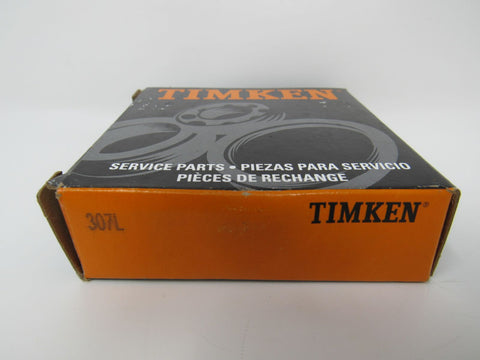 TIMKEN
SERVICE PARTS • PIEZAS PARA SERVICIO
PIÈCES DE RECHANGE
307L
TIMKEN®